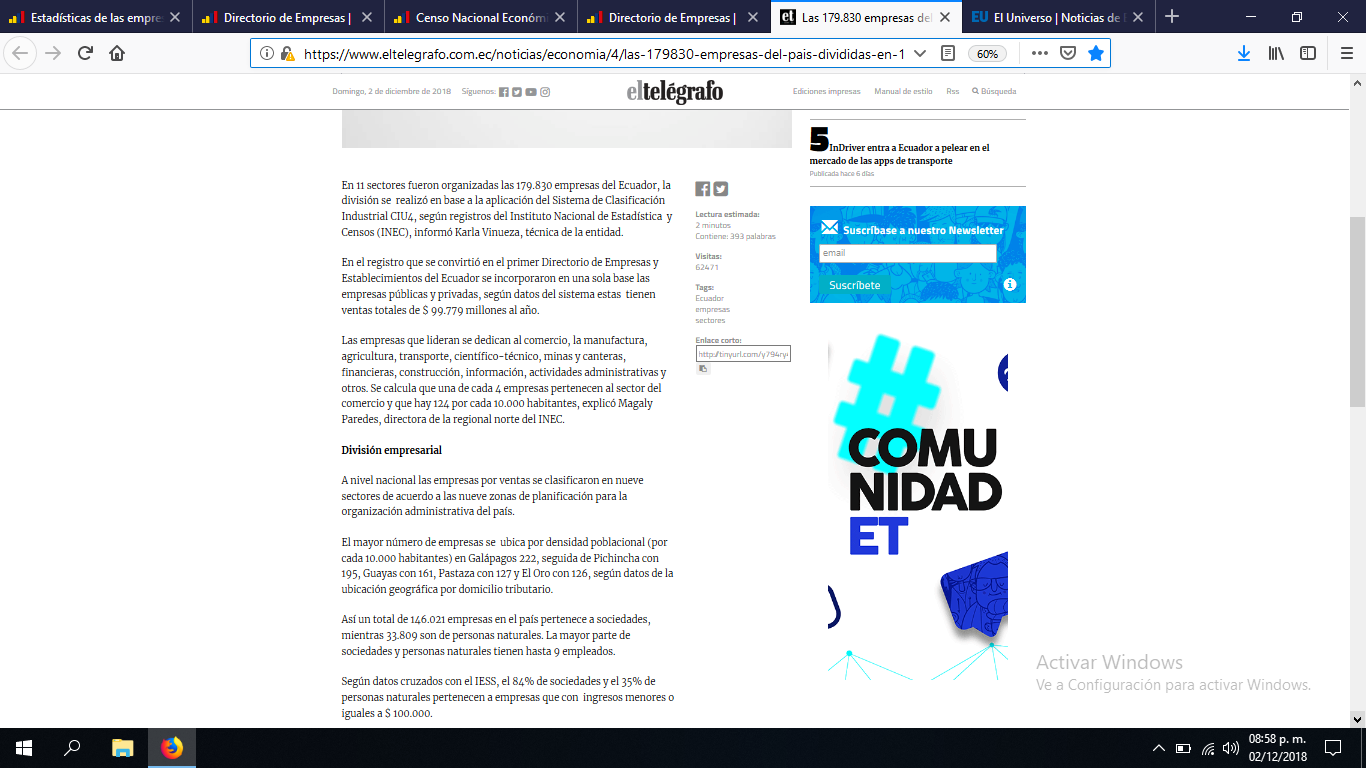 Estadísticas de las empre
Directorio de Empresas |
Censo Nacional Económi
Directorio de Empresas |
Las 179.830 empresas del
EU El Universo | Noticias de E
https://www.eltelegrafo.com.ec/noticias/economia/4/las-179830-empresas-del-pais-divididas-en-1
60%
Domingo, 2 de diciembre de 2018
Síguenos:
eltelégrafo
Ediciones impresas
Manual de estilo
Rss
Búsqueda
En 11 sectores fueron organizadas las 179.830 empresas del Ecuador, la
división se realizó en base a la aplicación del Sistema de Clasificación
Industrial CIU4, según registros del Instituto Nacional de Estadística y
Censos (INEC), informó Karla Vinueza, técnica de la entidad.
En el registro que se convirtió en el primer Directorio de Empresas y
Establecimientos del Ecuador se incorporaron en una sola base las
empresas públicas y privadas, según datos del sistema estas tienen
ventas totales de $ 99.779 millones al año.
Las empresas que lideran se dedican al comercio, la manufactura,
agricultura, transporte, científico-técnico, minas y canteras,
financieras, construcción, información, actividades administrativas y
otros. Se calcula que una de cada 4 empresas pertenecen al sector del
comercio y que hay 124 por cada 10.000 habitantes, explicó Magaly
Paredes, directora de la regional norte del INEC.
División empresarial
A nivel nacional las empresas por ventas se clasificaron en nueve
sectores de acuerdo a las nueve zonas de planificación para la
organización administrativa del país.
El mayor número de empresas se ubica por densidad poblacional (por
cada 10.000 habitantes) en Galápagos 222, seguida de Pichincha con
195, Guayas con 161, Pastaza con 127 y El Oro con 126, según datos de la
ubicación geográfica por domicilio tributario.
Así un total de 146.021 empresas en el país pertenece a sociedades,
mientras 33.809 son de personas naturales. La mayor parte de
sociedades y personas naturales tienen hasta 9 empleados.
Según datos cruzados con el IESS, el 84% de sociedades y el 35% de
personas naturales pertenecen a empresas que con ingresos menores o
iguales a $ 100.000.
Lectura estimada:
2 minutos
Contiene: 393 palabras
Visitas:
62471
Tags:
Ecuador
empresas
sectores
Enlace corto:
http://tinyurl.com/y794ry
5 InDriver entra a Ecuador a pelear en el
mercado de las apps de transporte
Publicada hace 6 días
Suscríbase a nuestro Newsletter
email
Suscríbete
#
COMU
NIDAD
ET
Activar Windows
Ve a Configuración para activar Windows.
08:58 p. m.
02/12/2018